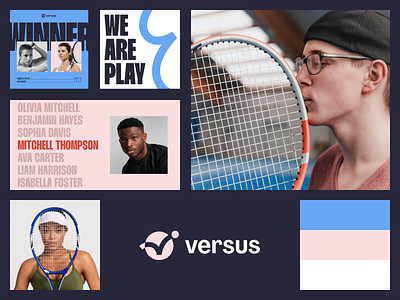 versus
WINNER
WE
ARE
PLAY
OLIVIA MITCHELL
BENJAMIN HAYES
SOPHIA DAVIS
MITCHELL THOMPSON
AVA CARTER
LIAM HARRISON
ISABELLA FOSTER
versus